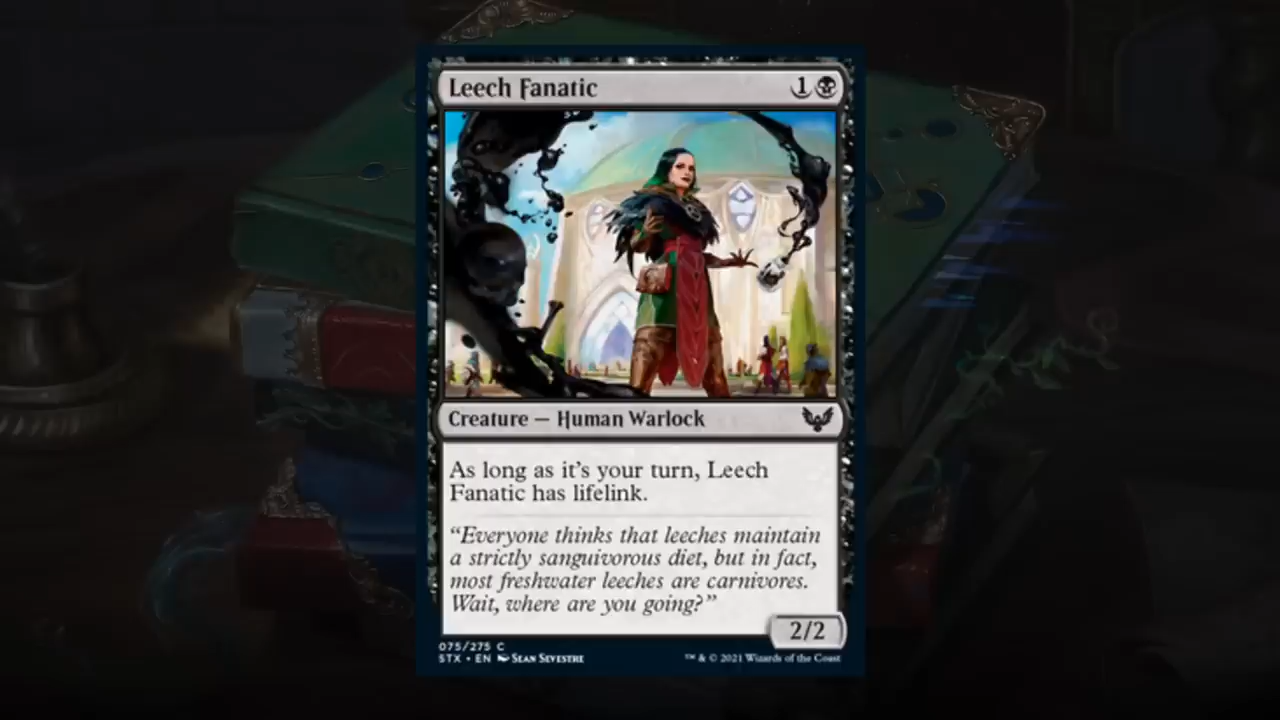 Leech Fanatic 1
Creature — Human Warlock
As long as it's your turn, Leech
Fanatic has lifelink.
“Everyone thinks that leeches maintain
a strictly sanguivorous diet, but in fact,
most freshwater leeches are carnivores.
Wait, where are you going?”
2/2
075/275 C
STX • EN Sean Sevestre ™ & © 2021 Wizards of the Coast